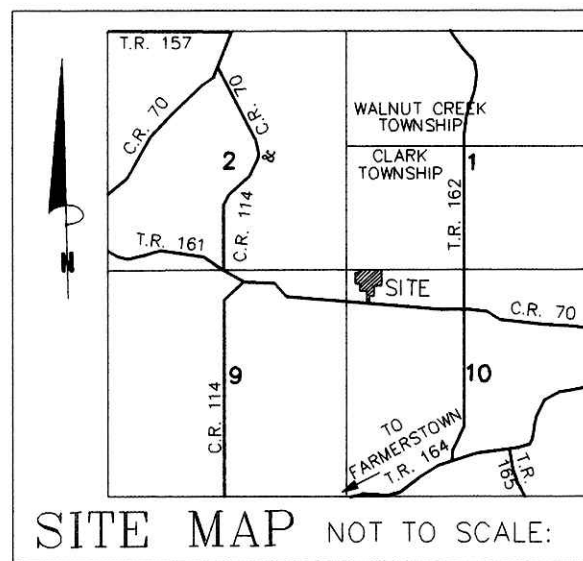 T.R. 157
C.R. 70
C.R. 70
&
C.R. 114
2
WALNUT CREEK
TOWNSHIP
CLARK
TOWNSHIP
1
T.R. 162
T.R. 161
N
SITE
C.R. 70
9
C.R. 114
10
TO
FARMERSTOWN
T.R. 164
T.R.
165
SITE MAP NOT TO SCALE: